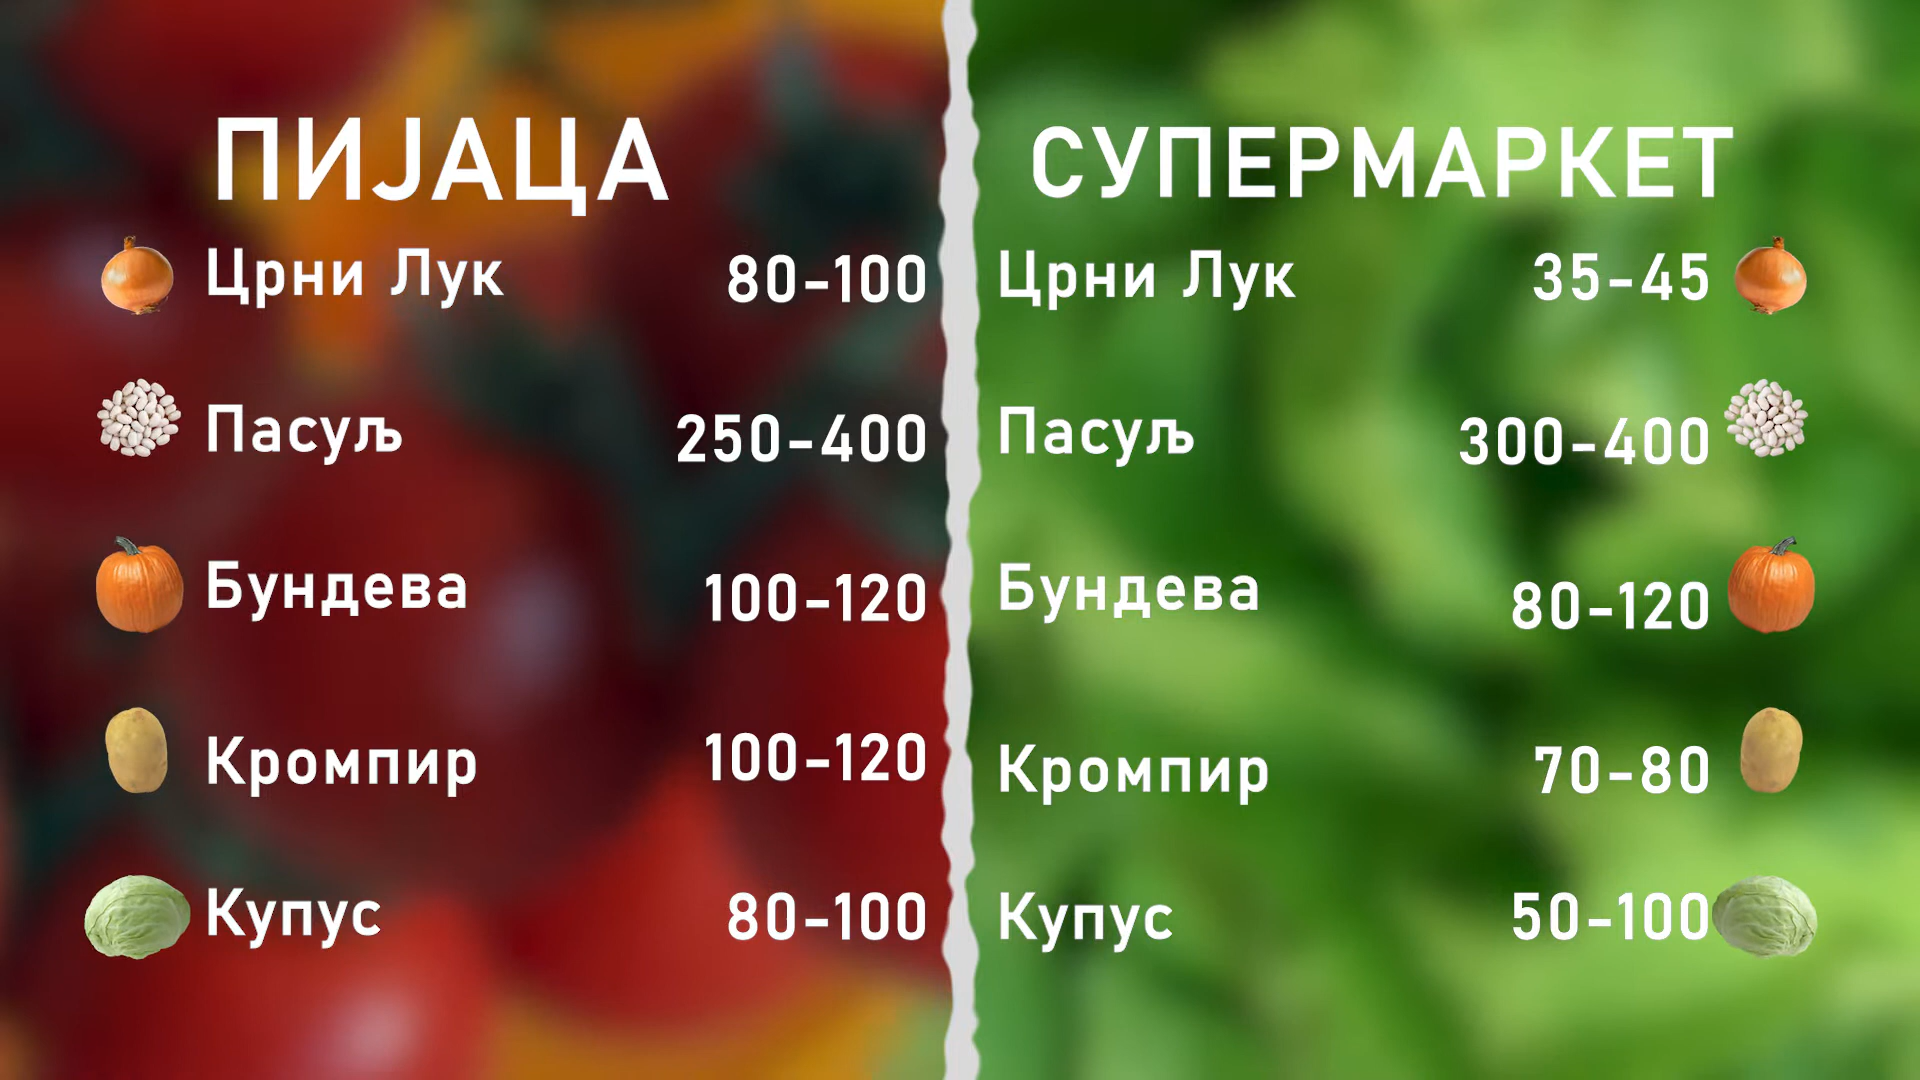 ПИЈАЦА
Црни Лук 80-100
Пасуљ 250-400
Бундева 100-120
Кромпир 100-120
Купус 80-100
СУПЕРМАРКЕТ
Црни Лук 35-45
Пасуљ 300-400
Бундева 80-120
Кромпир 70-80
Купус 50-100